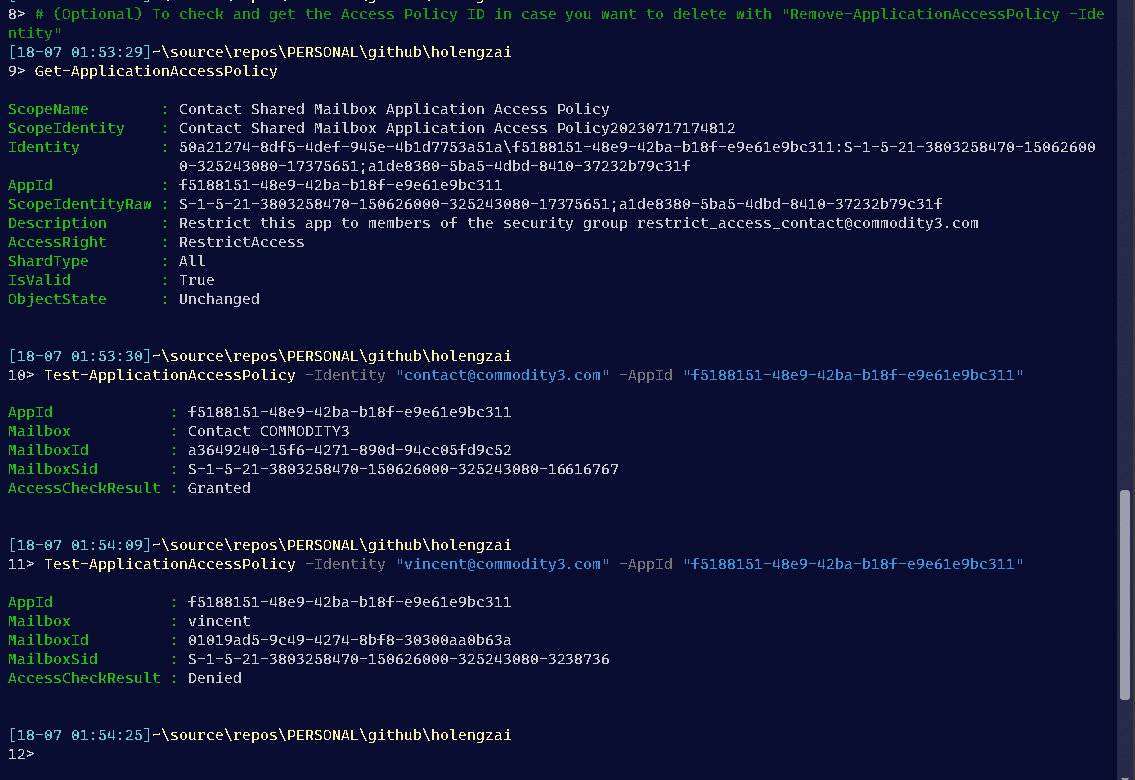 8> # (Optional) To check and get the Access Policy ID in case you want to delete with "Remove-ApplicationAccessPolicy -Ide
ntity"
[18-07 01:53:29]~\source\repos\PERSONAL\github\holengzai
9> Get-ApplicationAccessPolicy
ScopeName        : Contact Shared Mailbox Application Access Policy
ScopeIdentity    : Contact Shared Mailbox Application Access Policy20230717174812
Identity         : 50a21274-8df5-4def-945e-4b1d7753a51a\f5188151-48e9-42ba-b18f-e9e61e9bc311:S-1-5-21-3803258470-15062600
0-325243080-17375651;a1de8380-5ba5-4dbd-8410-37232b79c31f
AppId            : f5188151-48e9-42ba-b18f-e9e61e9bc311
ScopeIdentityRaw : S-1-5-21-3803258470-150626000-325243080-17375651;a1de8380-5ba5-4dbd-8410-37232b79c31f
Description      : Restrict this app to members of the security group restrict_access_contact@commodity3.com
AccessRight      : RestrictAccess
ShardType        : All
IsValid          : True
ObjectState      : Unchanged
[18-07 01:53:30]~\source\repos\PERSONAL\github\holengzai
10> Test-ApplicationAccessPolicy -Identity "contact@commodity3.com" -AppId "f5188151-48e9-42ba-b18f-e9e61e9bc311"
AppId             : f5188151-48e9-42ba-b18f-e9e61e9bc311
Mailbox           : Contact COMMODITY3
MailboxId         : a3649240-15f6-4271-890d-94cc05fd9c52
MailboxSid        : S-1-5-21-3803258470-150626000-325243080-16616767
AccessCheckResult : Granted
[18-07 01:54:09]~\source\repos\PERSONAL\github\holengzai
11> Test-ApplicationAccessPolicy -Identity "vincent@commodity3.com" -AppId "f5188151-48e9-42ba-b18f-e9e61e9bc311"
AppId             : f5188151-48e9-42ba-b18f-e9e61e9bc311
Mailbox           : vincent
MailboxId         : 01019ad5-9c49-4274-8bf8-30300aa0b63a
MailboxSid        : S-1-5-21-3803258470-150626000-325243080-3238736
AccessCheckResult : Denied
[18-07 01:54:25]~\source\repos\PERSONAL\github\holengzai
12>